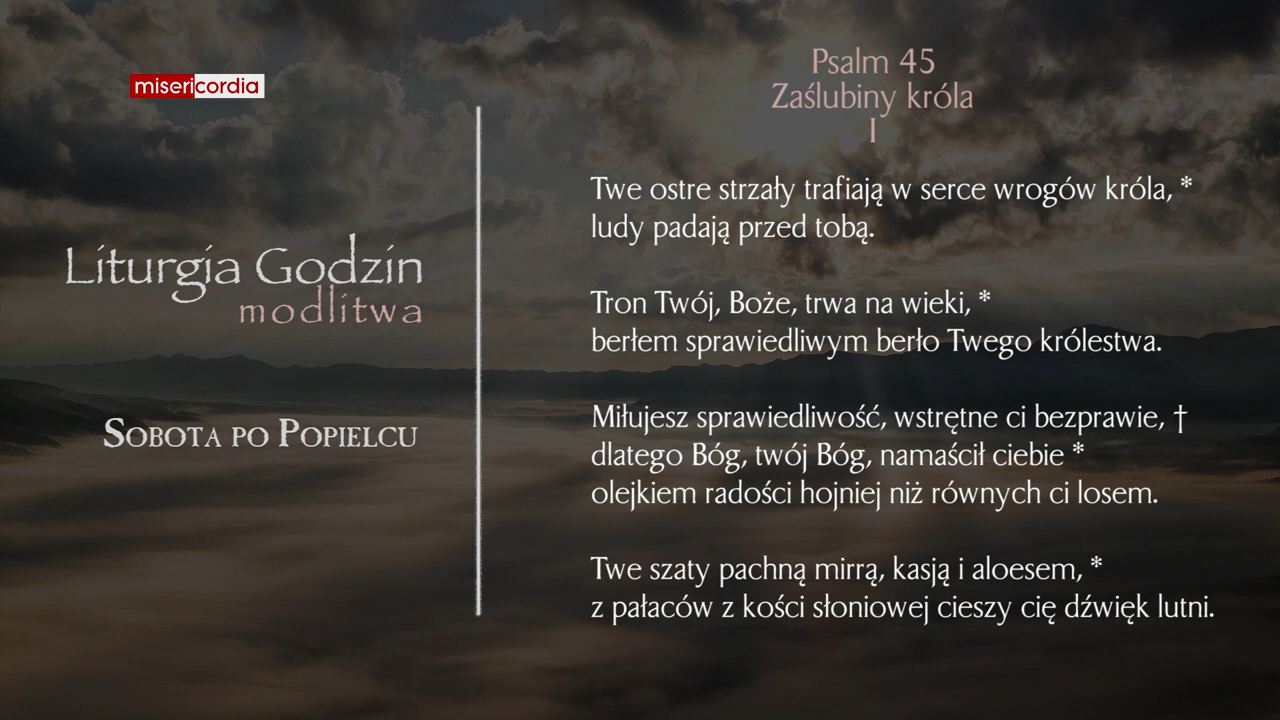 misericordia
Liturgia Godzin
modlitwa
Sobota po Popielcu
Psalm 45
Zaślubiny króla
I
Twe ostre strzały trafiają w serce wrogów króla, *
ludy padają przed tobą.
Tron Twój, Boże, trwa na wieki, *
berłem sprawiedliwym berło Twego królestwa.
Miłujesz sprawiedliwość, wstrętne ci bezprawie, †
dlatego Bóg, twój Bóg, namaścił ciebie *
olejkiem radości hojniej niż równych ci losem.
Twe szaty pachną mirrą, kasją i aloesem, *
z pałaców z kości słoniowej cieszy cię dźwięk lutni.